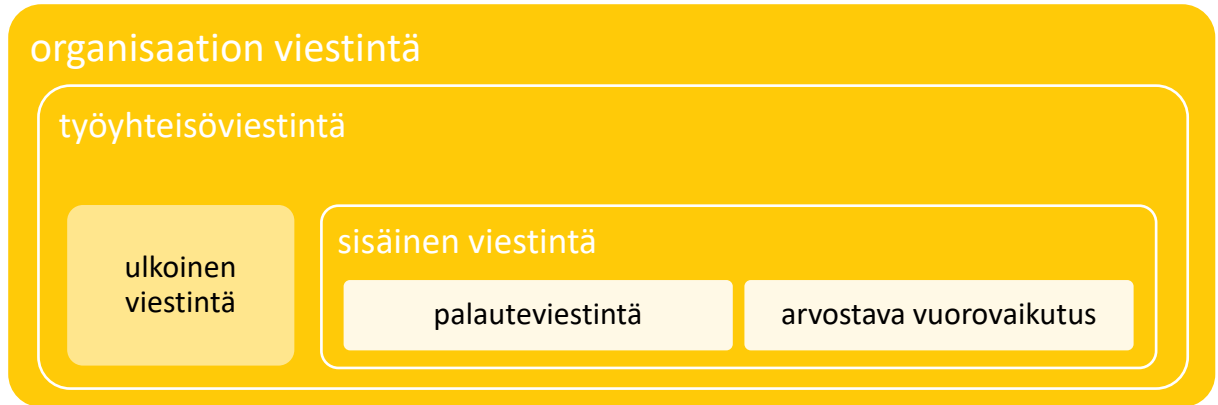 organisaation viestintä
työyhteisöviestintä
ulkoinen
viestintä
sisäinen viestintä
palauteviestintä
arvostava vuorovaikutus